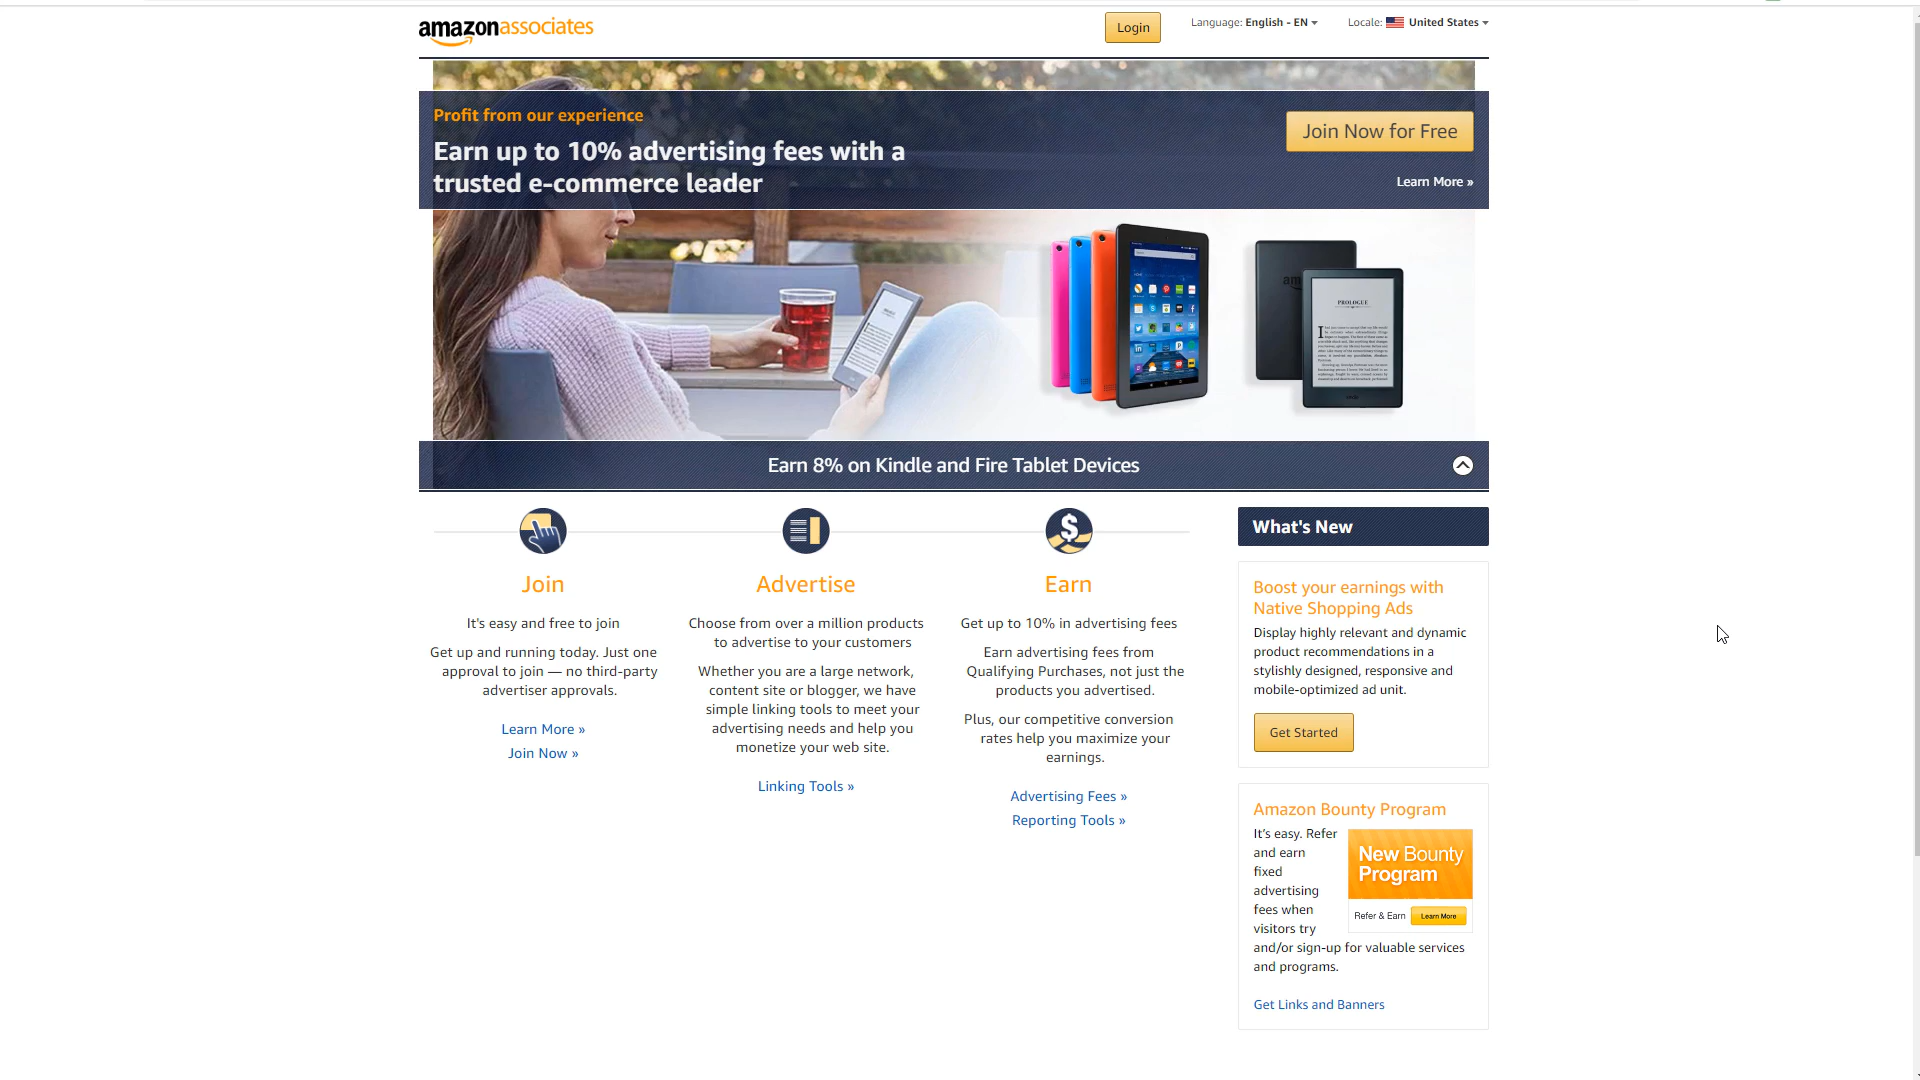 amazonassociates
Login
Language: English - EN
Locale: United States
Profit from our experience
Earn up to 10% advertising fees with a
trusted e-commerce leader
Join Now for Free
Learn More »
PROLOGUE
Earn 8% on Kindle and Fire Tablet Devices
Join
It's easy and free to join
Get up and running today. Just one
approval to join — no third-party
advertiser approvals.
Learn More »
Join Now »
Advertise
Choose from over a million products
to advertise to your customers
Whether you are a large network,
content site or blogger, we have
simple linking tools to meet your
advertising needs and help you
monetize your web site.
Linking Tools »
Earn
Get up to 10% in advertising fees
Earn advertising fees from
Qualifying Purchases, not just the
products you advertised.
Plus, our competitive conversion
rates help you maximize your
earnings.
Advertising Fees »
Reporting Tools »
What's New
Boost your earnings with
Native Shopping Ads
Display highly relevant and dynamic
product recommendations in a
stylishly designed, responsive and
mobile-optimized ad unit.
Get Started
Amazon Bounty Program
It’s easy. Refer
and earn
fixed
advertising
fees when
visitors try
and/or sign-up for valuable services
and programs.
New Bounty
Program
Refer & Earn Learn More
Get Links and Banners